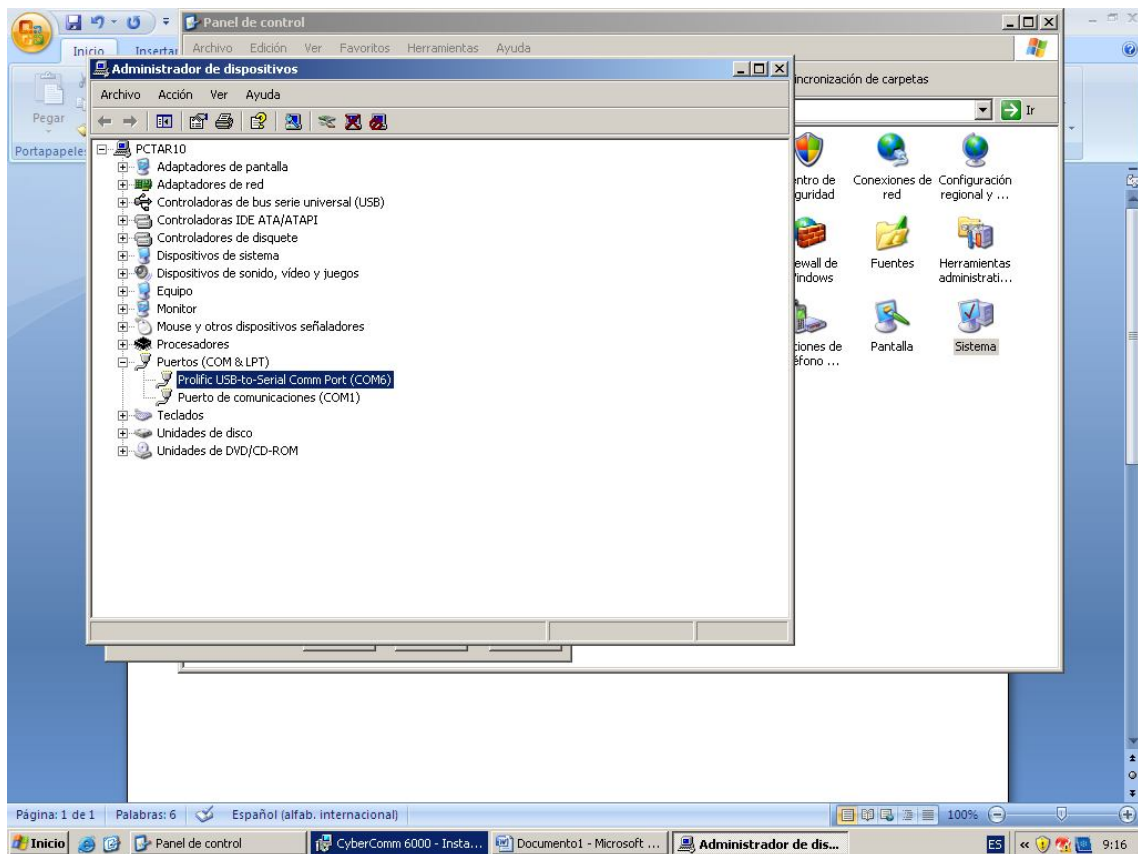 Panel de control
Inicio
Insertar
Archivo Edición Ver Favoritos Herramientas Ayuda
Administrador de dispositivos
incronización de carpetas
Archivo Acción Ver Ayuda
Pegar
Ir
Portapapeles
PCTAR10
Adaptadores de pantalla
Adaptadores de red
Controladoras de bus serie universal (USB)
Controladoras IDE ATA/ATAPI
Controladores de disquete
Dispositivos de sistema
Dispositivos de sonido, vídeo y juegos
Equipo
Monitor
Mouse y otros dispositivos señaladores
Procesadores
Puertos (COM & LPT)
Prolific USB-to-Serial Comm Port (COM6)
Puerto de comunicaciones (COM1)
Teclados
Unidades de disco
Unidades de DVD/CD-ROM
entro de
guridad
Conexiones de
red
Configuración
regional y ...
ewall de
indows
Fuentes
Herramientas
administrati...
ciones de
éfono ...
Pantalla
Sistema
Página: 1 de 1 Palabras: 6 Español (alfab. internacional) 100%
Inicio Panel de control CyberComm 6000 - Insta... Documento1 - Microsoft ... Administrador de dis... ES « 9:16